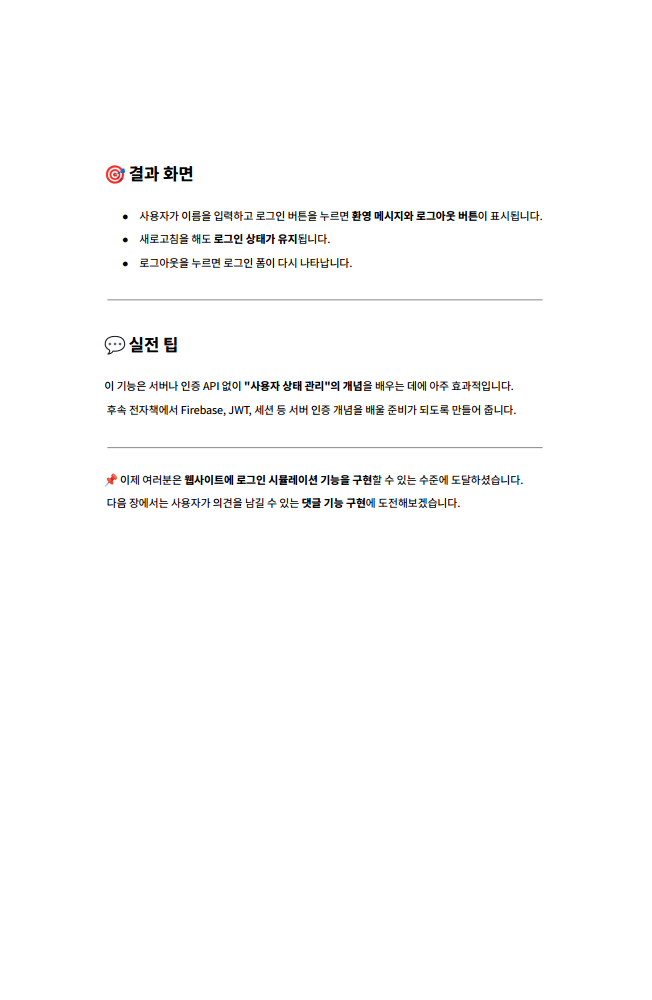 🎯 결과 화면
● 사용자가 이름을 입력하고 로그인 버튼을 누르면 환영 메시지와 로그아웃 버튼이 표시됩니다.
● 새로고침을 해도 로그인 상태가 유지됩니다.
● 로그아웃을 누르면 로그인 폼이 다시 나타납니다.
💬 실전 팁
이 기능은 서버나 인증 API 없이 "사용자 상태 관리"의 개념을 배우는 데에 아주 효과적입니다.
후속 전자책에서 Firebase, JWT, 세션 등 서버 인증 개념을 배울 준비가 되도록 만들어 줍니다.
📌 이제 여러분은 웹사이트에 로그인 시뮬레이션 기능을 구현할 수 있는 수준에 도달하셨습니다.
다음 장에서는 사용자가 의견을 남길 수 있는 댓글 기능 구현에 도전해보겠습니다.